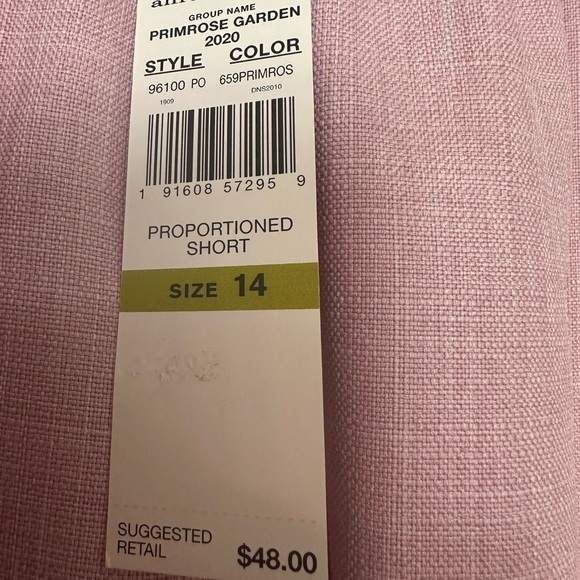 GROUP NAME
PRIMROSE GARDEN
2020
STYLE COLOR
96100 PO 659PRIMROS
1909 DNS2010
1 91608 57295 9
PROPORTIONED
SHORT
SIZE 14
SUGGESTED
RETAIL $48.00